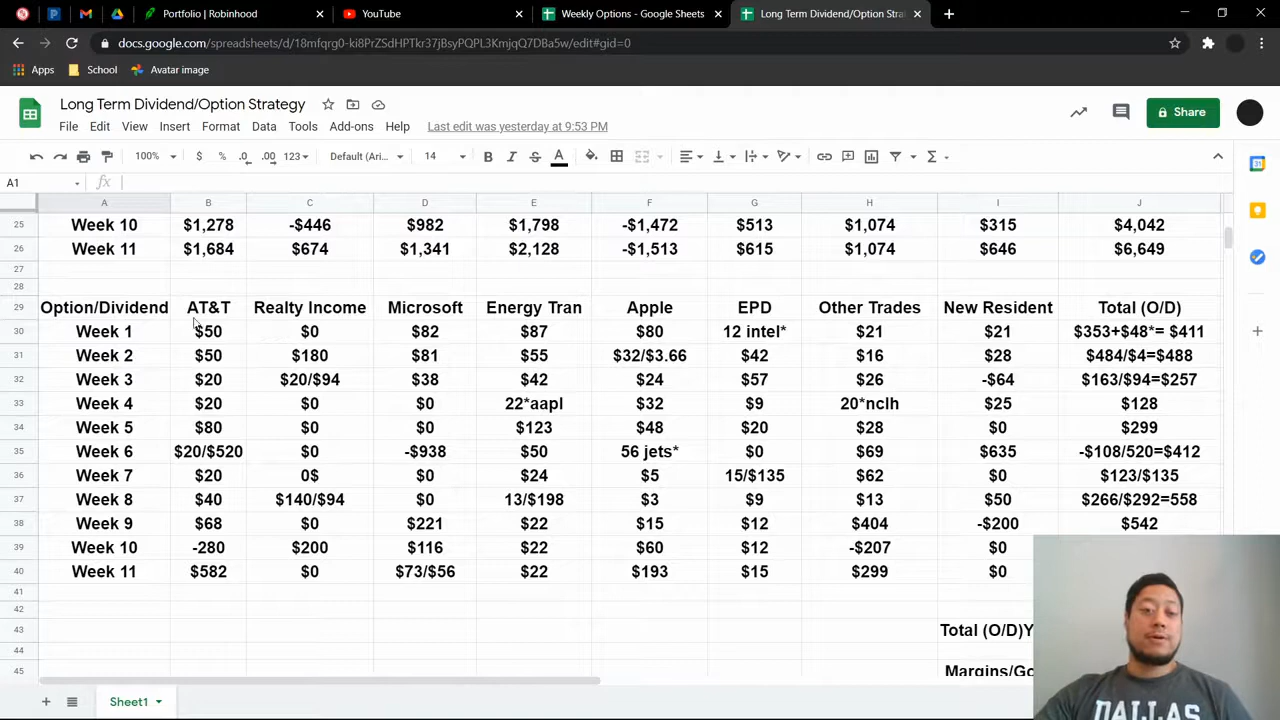 Portfolio | Robinhood
YouTube
Weekly Options - Google Sheets
Long Term Dividend/Option Strat
docs.google.com/spreadsheets/d/18mfqrg0-ki8PrZSdHPTkr37jBsyPQPL3KmjqQ7DBa5w/edit#gid=0
Apps School Avatar image
Long Term Dividend/Option Strategy
Share
File Edit View Insert Format Data Tools Add-ons Help Last edit was yesterday at 9:53 PM
100% $ % .0 .00 123 Default (Ari... 14 B I S A
A1 fx
A B C D E F G H I J
25 Week 10 $1,278 -$446 $982 $1,798 -$1,472 $513 $1,074 $315 $4,042
26 Week 11 $1,684 $674 $1,341 $2,128 -$1,513 $615 $1,074 $646 $6,649
27
28
29 Option/Dividend AT&T Realty Income Microsoft Energy Tran Apple EPD Other Trades New Resident Total (O/D)
30 Week 1 $50 $0 $82 $87 $80 12 intel* $21 $21 $353+$48*= $411
31 Week 2 $50 $180 $81 $55 $32/$3.66 $42 $16 $28 $484/$4=$488
32 Week 3 $20 $20/$94 $38 $42 $24 $57 $26 -$64 $163/$94=$257
33 Week 4 $20 $0 $0 22*aapl $32 $9 20*nclh $25 $128
34 Week 5 $80 $0 $0 $123 $48 $20 $28 $0 $299
35 Week 6 $20/$520 $0 -$938 $50 56 jets* $0 $69 $635 -$108/520=$412
36 Week 7 $20 0$ $0 $24 $5 15/$135 $62 $0 $123/$135
37 Week 8 $40 $140/$94 $0 13/$198 $3 $9 $13 $50 $266/$292=558
38 Week 9 $68 $0 $221 $22 $15 $12 $404 -$200 $542
39 Week 10 -280 $200 $116 $22 $60 $12 -$207 $0
40 Week 11 $582 $0 $73/$56 $22 $193 $15 $299 $0
41
42
43 Total (O/D)Y
44
45 Margins/Go
Sheet1
DALLAS